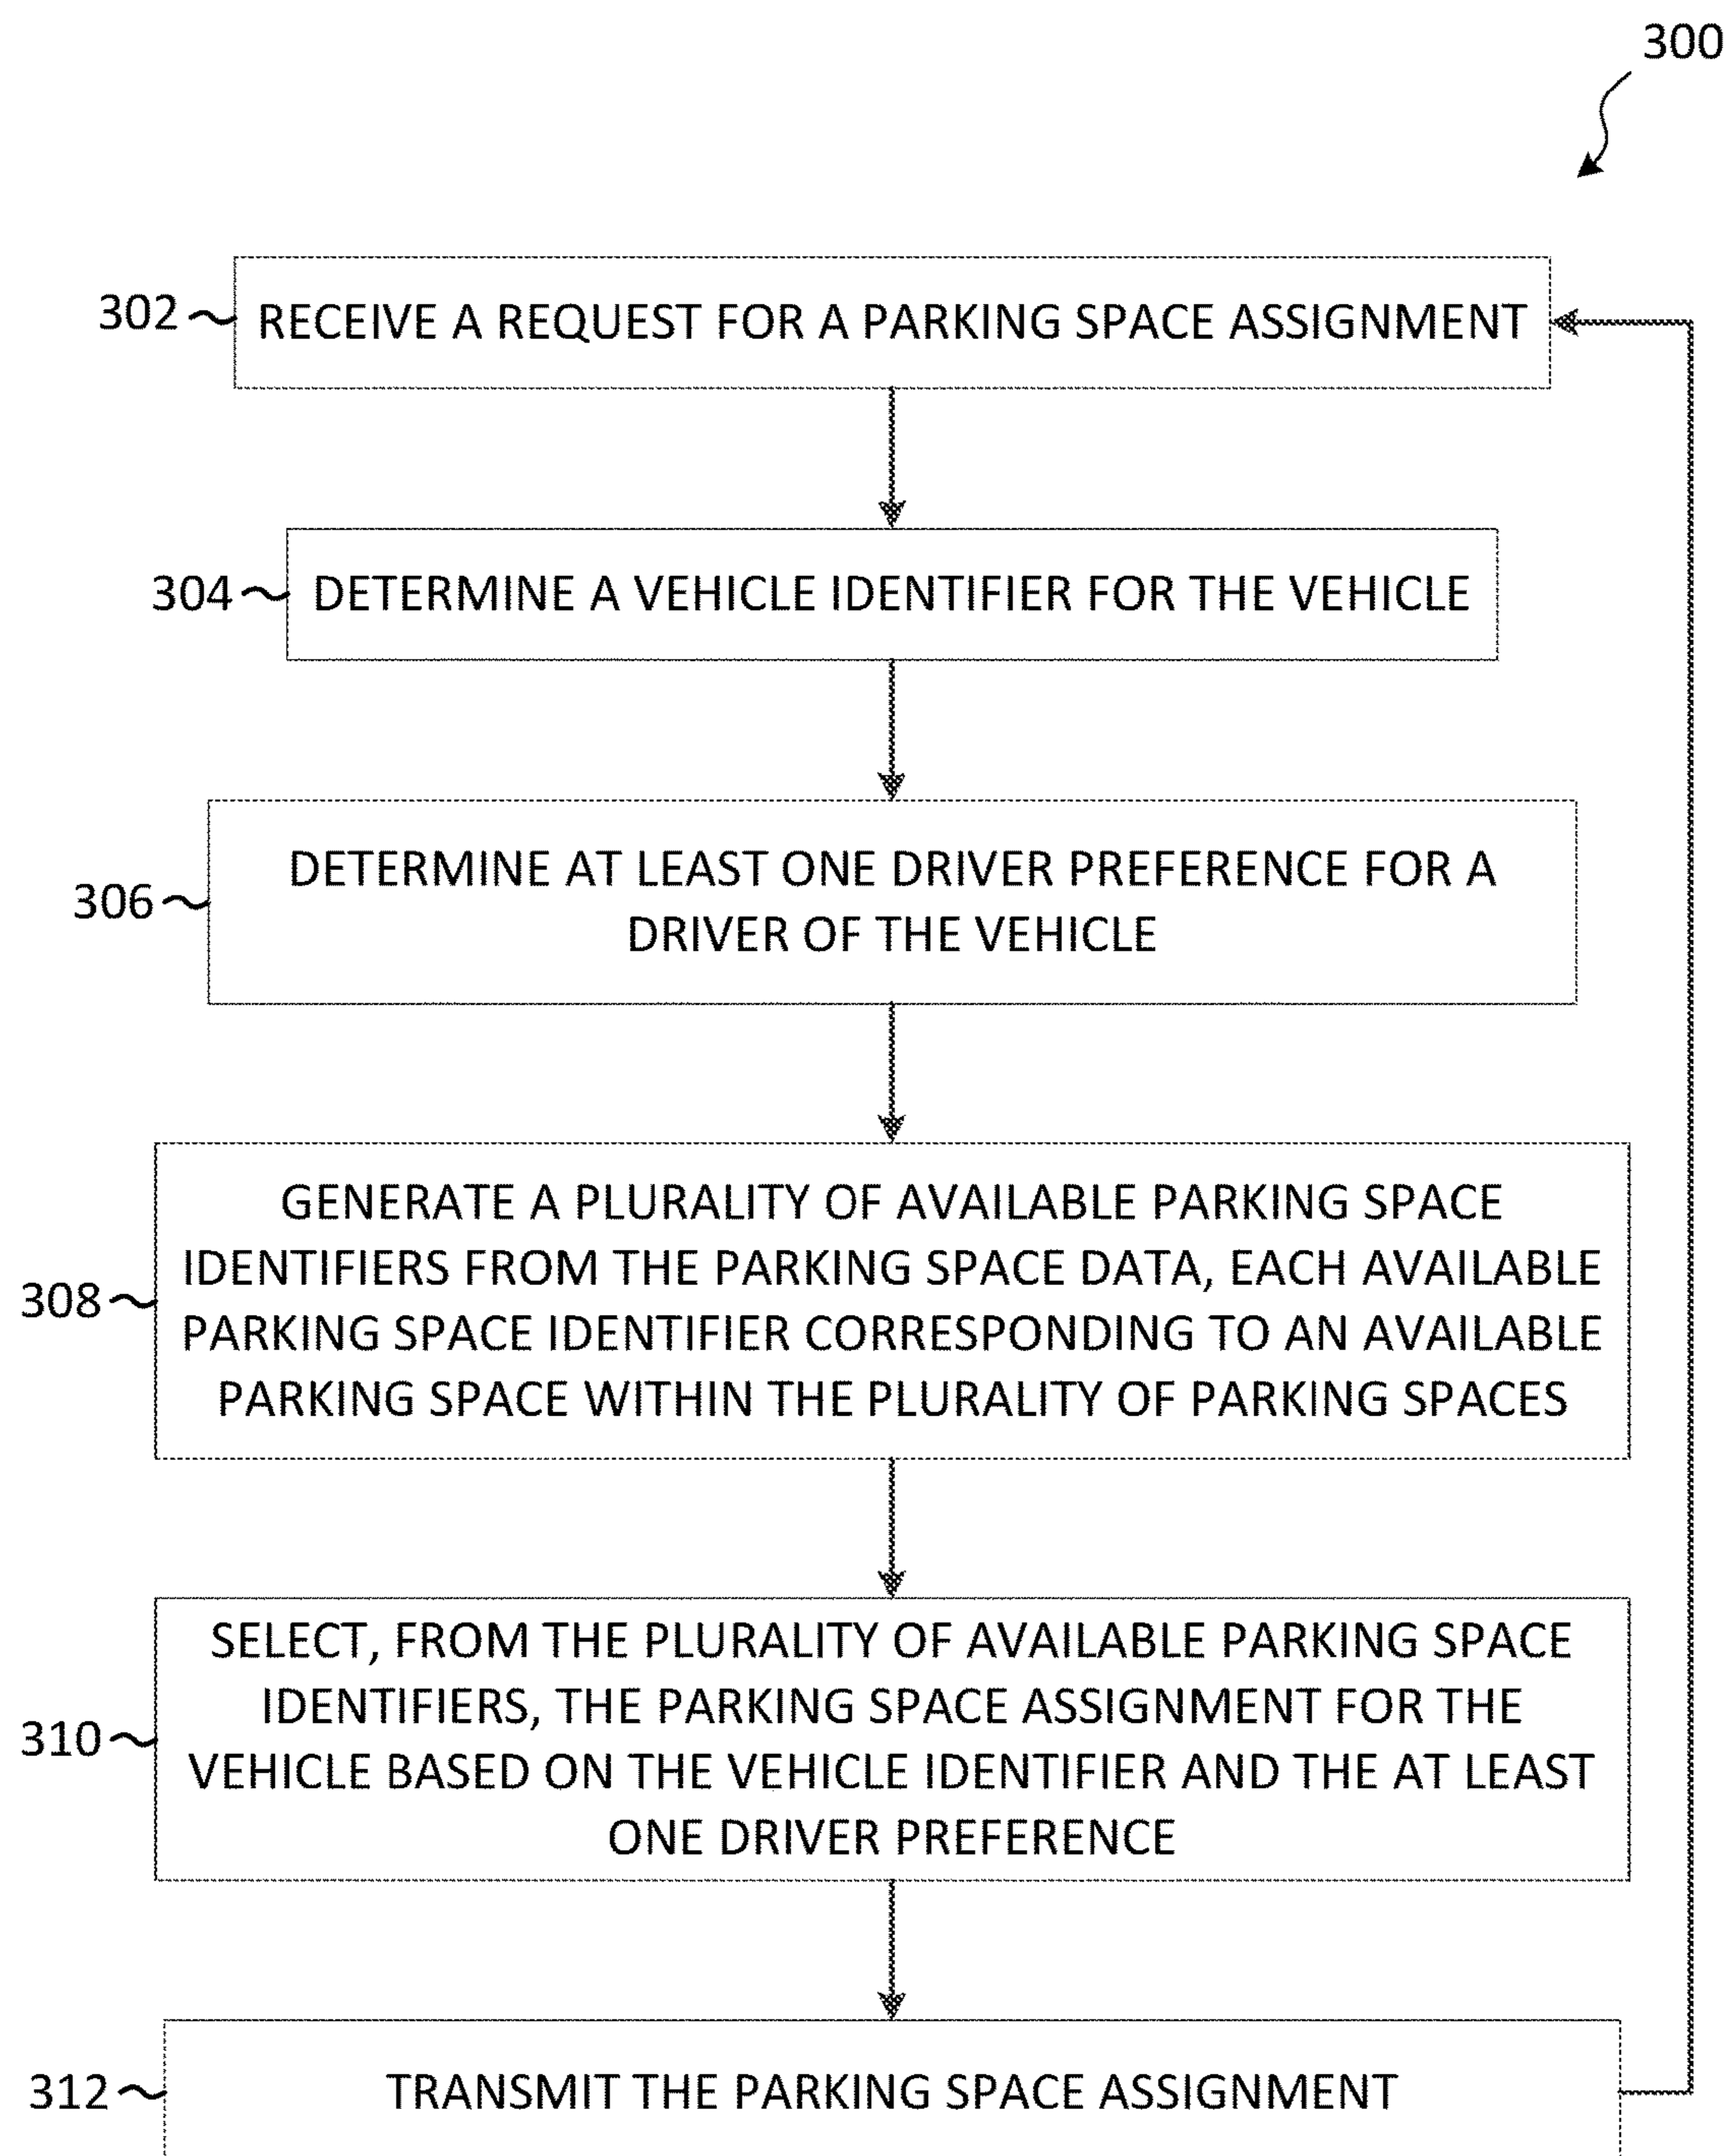 300
302
RECEIVE A REQUEST FOR A PARKING SPACE ASSIGNMENT
304
DETERMINE A VEHICLE IDENTIFIER FOR THE VEHICLE
306
DETERMINE AT LEAST ONE DRIVER PREFERENCE FOR A
DRIVER OF THE VEHICLE
308
GENERATE A PLURALITY OF AVAILABLE PARKING SPACE
IDENTIFIERS FROM THE PARKING SPACE DATA, EACH AVAILABLE
PARKING SPACE IDENTIFIER CORRESPONDING TO AN AVAILABLE
PARKING SPACE WITHIN THE PLURALITY OF PARKING SPACES
310
SELECT, FROM THE PLURALITY OF AVAILABLE PARKING SPACE
IDENTIFIERS, THE PARKING SPACE ASSIGNMENT FOR THE
VEHICLE BASED ON THE VEHICLE IDENTIFIER AND THE AT LEAST
ONE DRIVER PREFERENCE
312
TRANSMIT THE PARKING SPACE ASSIGNMENT